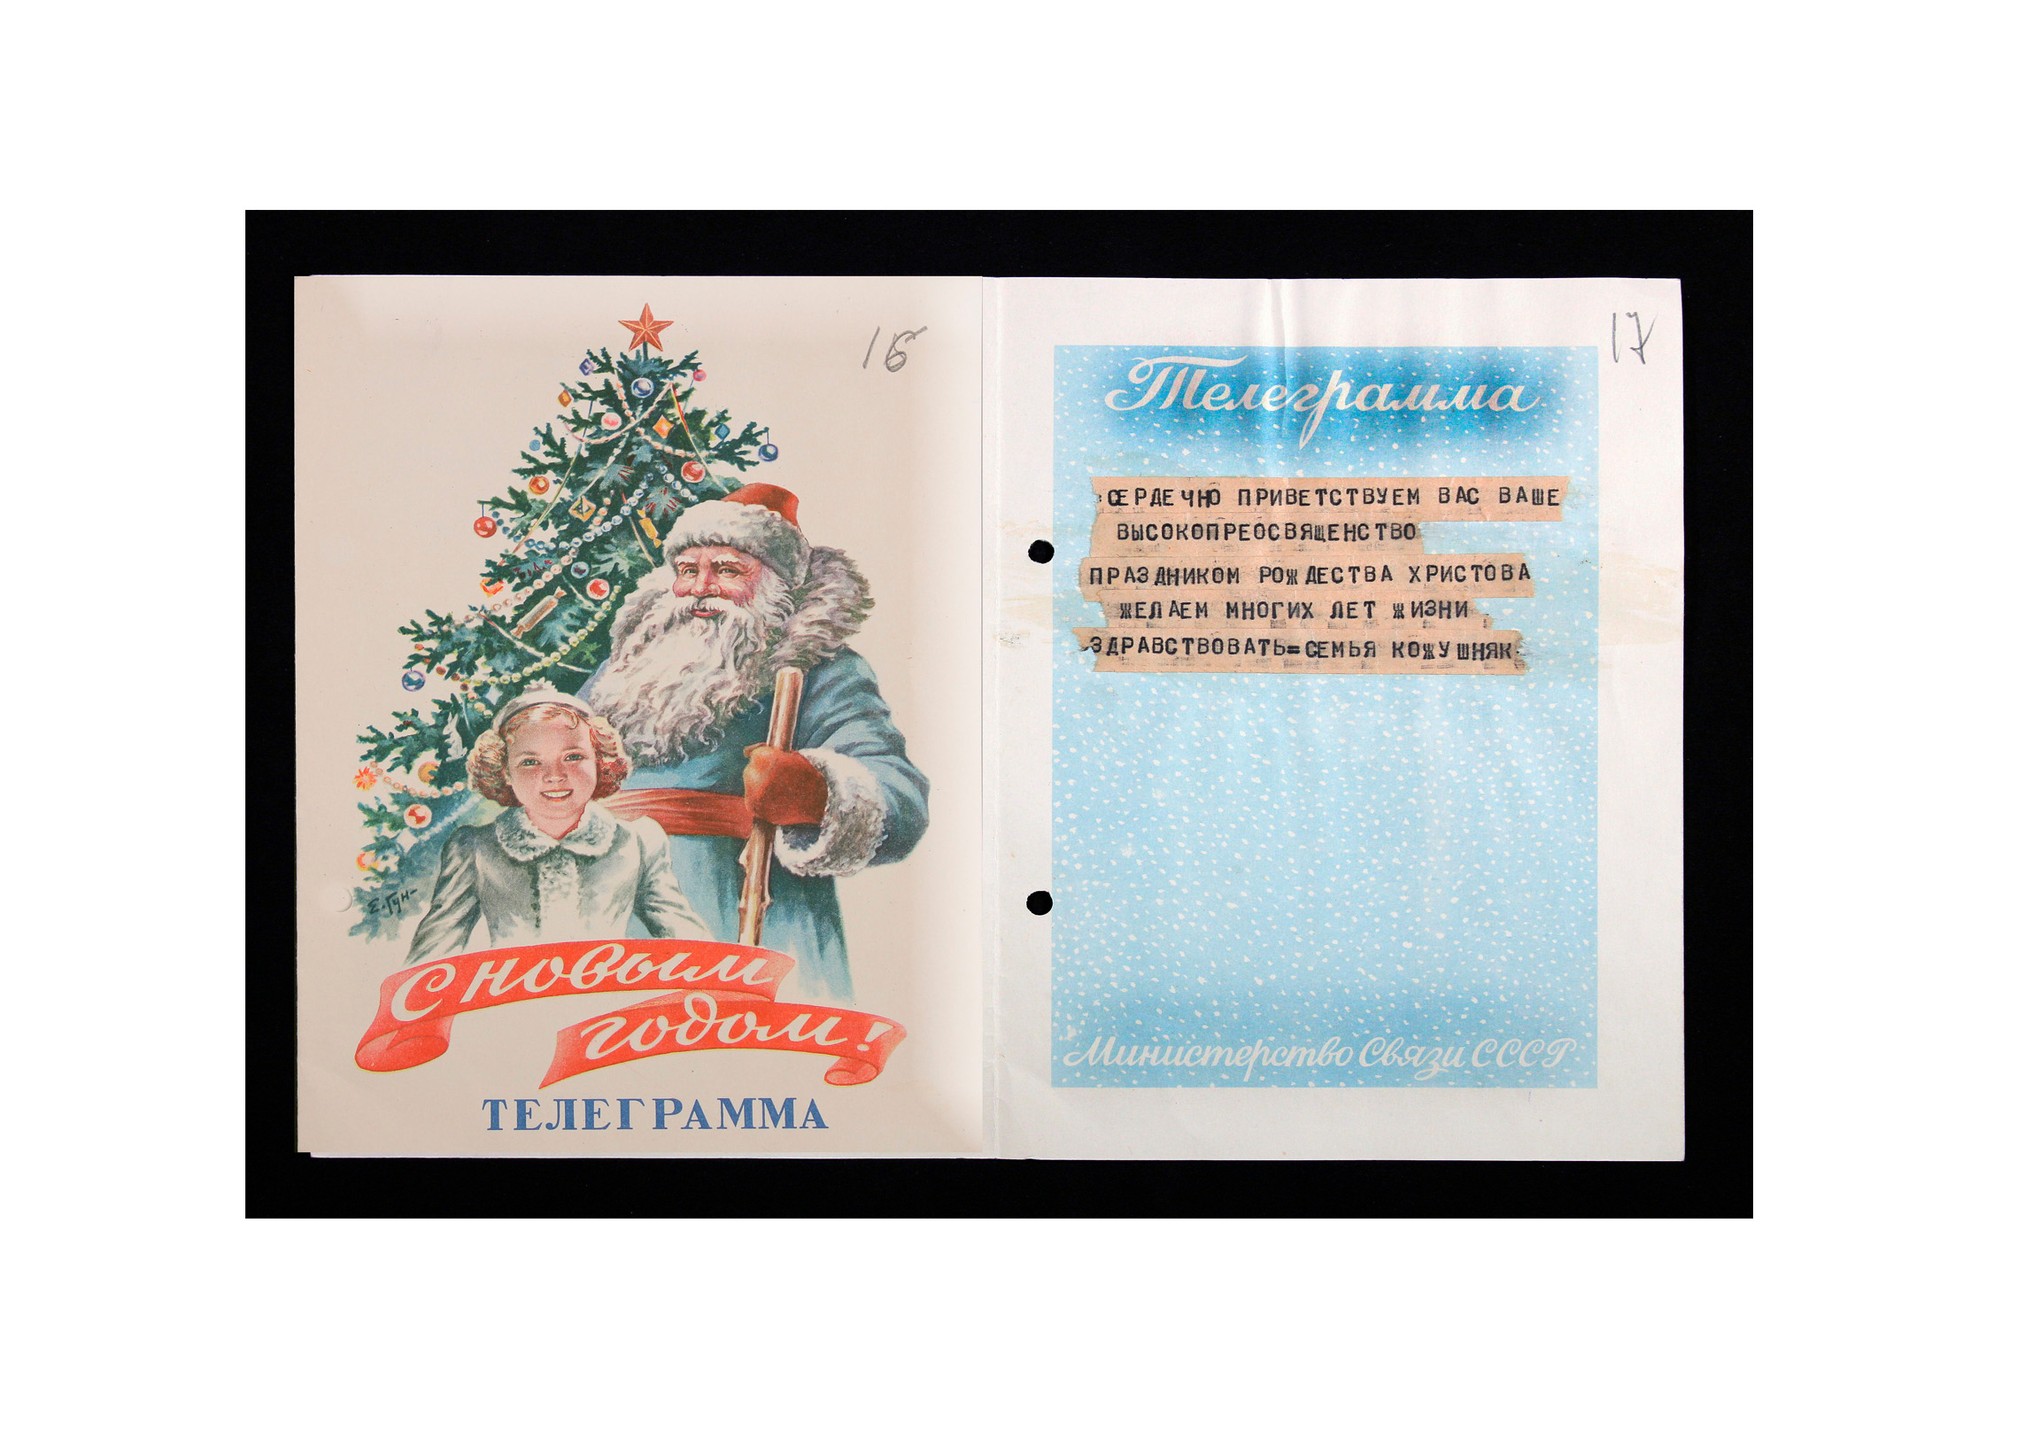 16
Е. Гун
С новым
годом!
ТЕЛЕГРАММА
17
Телеграмма
СЕРДЕЧНО ПРИВЕТСТВУЕМ ВАС ВАШЕ
ВЫСОКОПРЕОСВЯЩЕНСТВО
ПРАЗДНИКОМ РОЖДЕСТВА ХРИСТОВА
ЖЕЛАЕМ МНОГИХ ЛЕТ ЖИЗНИ
ЗДРАВСТВОВАТЬ=СЕМЬЯ КОЖУШНЯК
Министерство Связи СССР